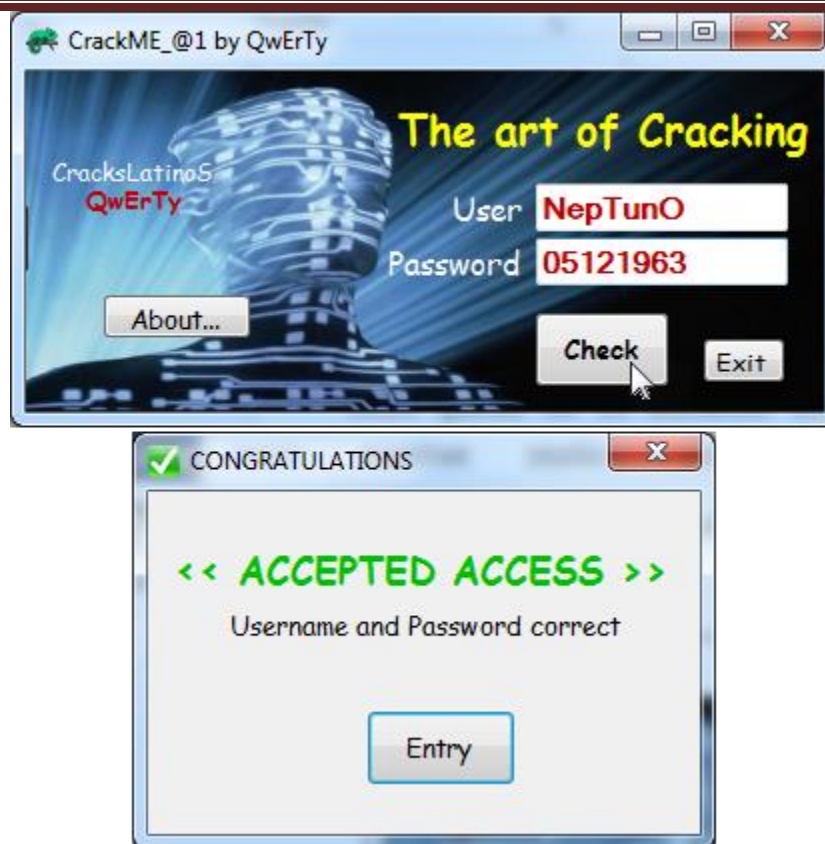 CrackME_@1 by QwErTy
The art of Cracking
CracksLatinoS
QwErTy
User NepTunO
Password 05121963
About...
Check
Exit
CONGRATULATIONS
<< ACCEPTED ACCESS >>
Username and Password correct
Entry